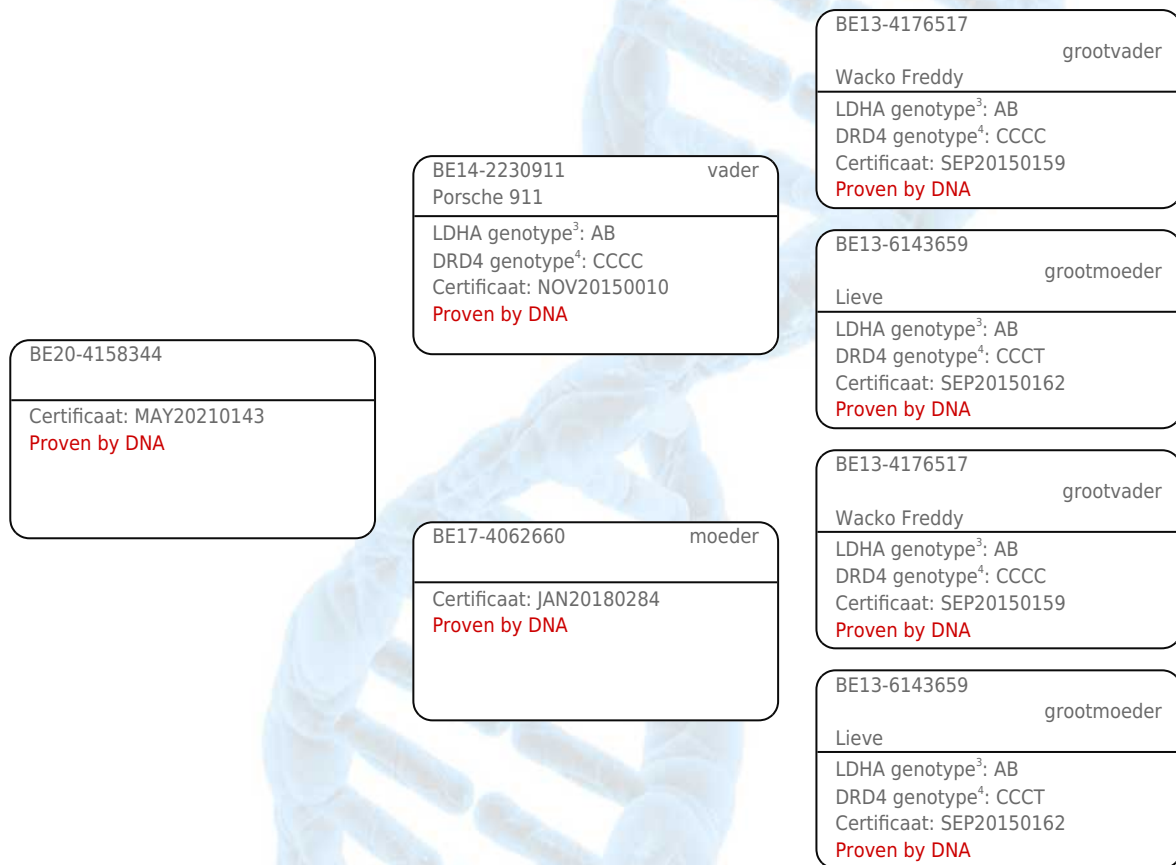 BE20-4158344
Certificaat: MAY20210143
Proven by DNA
BE14-2230911 vader
Porsche 911
LDHA genotype³: AB
DRD4 genotype⁴: CCCC
Certificaat: NOV20150010
Proven by DNA
BE17-4062660 moeder
Certificaat: JAN20180284
Proven by DNA
BE13-4176517
grootvader
Wacko Freddy
LDHA genotype³: AB
DRD4 genotype⁴: CCCC
Certificaat: SEP20150159
Proven by DNA
BE13-6143659
grootmoeder
Lieve
LDHA genotype³: AB
DRD4 genotype⁴: CCCT
Certificaat: SEP20150162
Proven by DNA
BE13-4176517
grootvader
Wacko Freddy
LDHA genotype³: AB
DRD4 genotype⁴: CCCC
Certificaat: SEP20150159
Proven by DNA
BE13-6143659
grootmoeder
Lieve
LDHA genotype³: AB
DRD4 genotype⁴: CCCT
Certificaat: SEP20150162
Proven by DNA